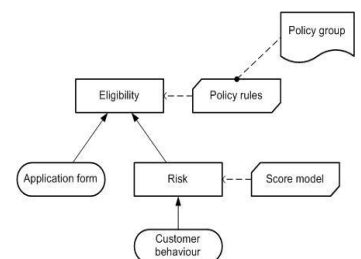 Policy group
Eligibility
Policy rules
Application form
Risk
Score model
Customer
behaviour